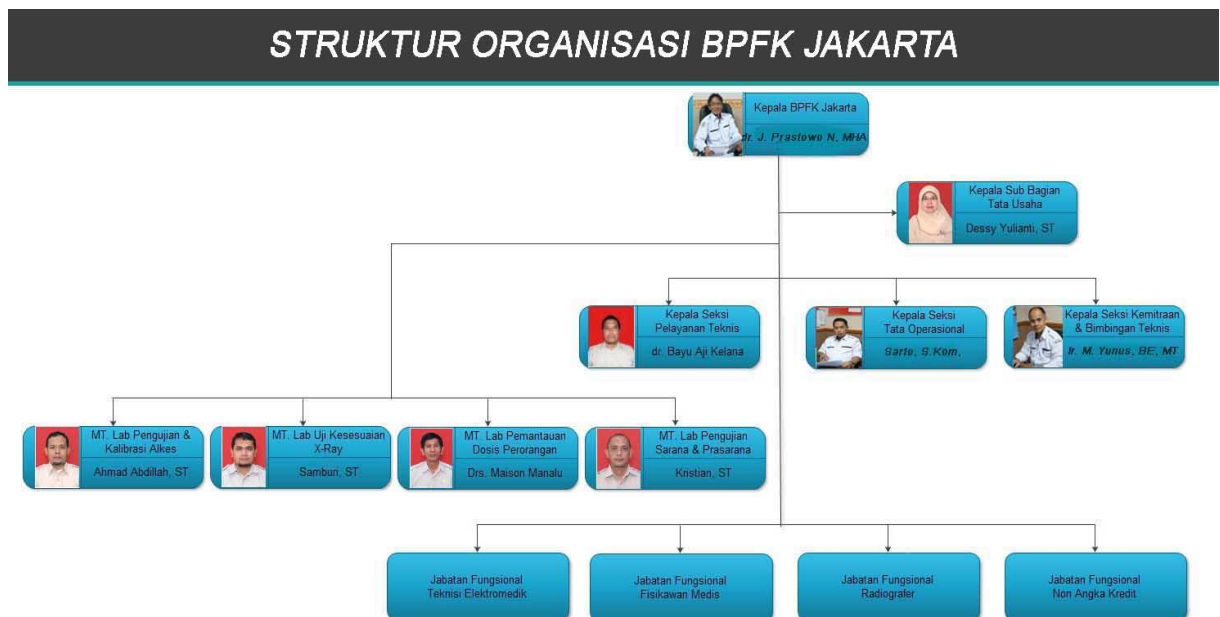 STRUKTUR ORGANISASI BPFK JAKARTA
Kepala BPFK Jakarta
dr. J. Prastowo N, MHA
Kepala Sub Bagian
Tata Usaha
Dessy Yulianti, ST
Kepala Seksi
Pelayanan Teknis
dr. Bayu Aji Kelana
Kepala Seksi
Tata Operasional
Sarto, S.Kom,
Kepala Seksi Kemitraan
& Bimbingan Teknis
Ir. M. Yunus, BE, MT
MT. Lab Pengujian &
Kalibrasi Alkes
Ahmad Abdillah, ST
MT. Lab Uji Kesesuaian
X-Ray
Samburi, ST
MT. Lab Pemantauan
Dosis Perorangan
Drs. Maison Manalu
MT. Lab Pengujian
Sarana & Prasarana
Kristian, ST
Jabatan Fungsional
Teknisi Elektromedik
Jabatan Fungsional
Fisikawan Medis
Jabatan Fungsional
Radiografer
Jabatan Fungsional
Non Angka Kredit